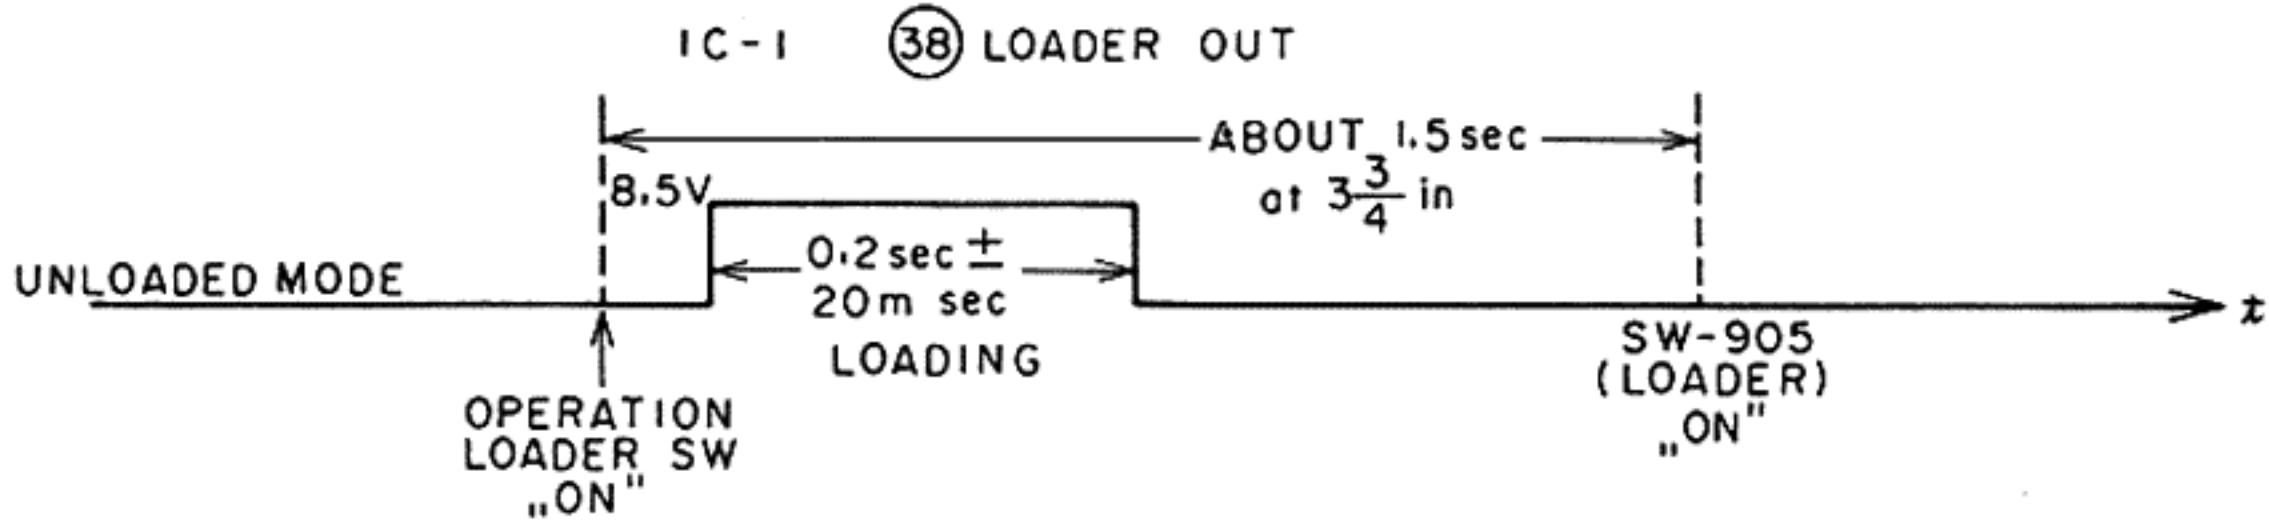 IC-1 38 LOADER OUT
ABOUT 1.5 sec
at 3 3/4 in
8.5V
0.2 sec ±
20m sec
UNLOADED MODE
t
LOADING
SW-905
(LOADER)
„ON"
OPERATION
LOADER SW
„ON"